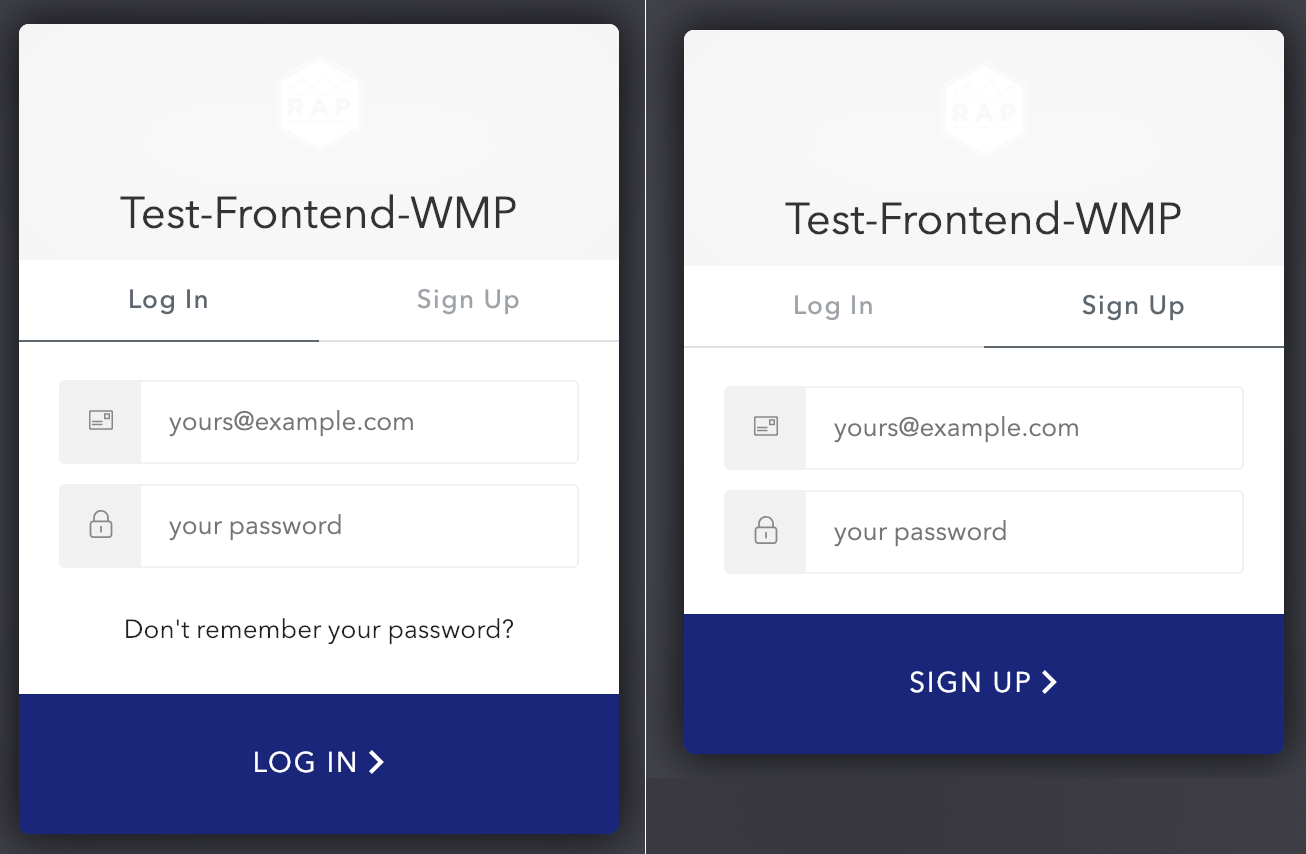 RAP
Test-Frontend-WMP
Log In
Sign Up
yours@example.com
your password
Don't remember your password?
LOG IN
RAP
Test-Frontend-WMP
Log In
Sign Up
yours@example.com
your password
SIGN UP